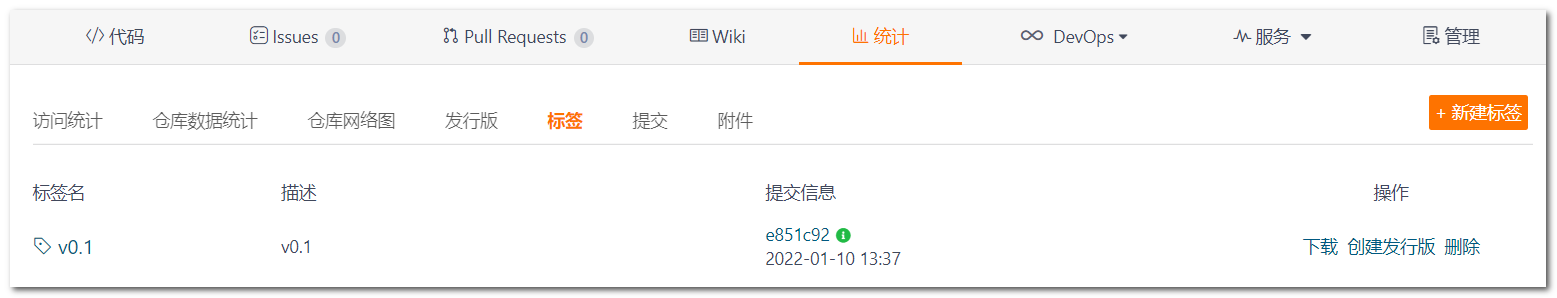 代码 Issues 0 Pull Requests 0 Wiki 统计 DevOps 服务 管理
访问统计 仓库数据统计 仓库网络图 发行版 标签 提交 附件 + 新建标签
标签名 描述 提交信息 操作
v0.1 v0.1 e851c92 下载 创建发行版 删除
2022-01-10 13:37